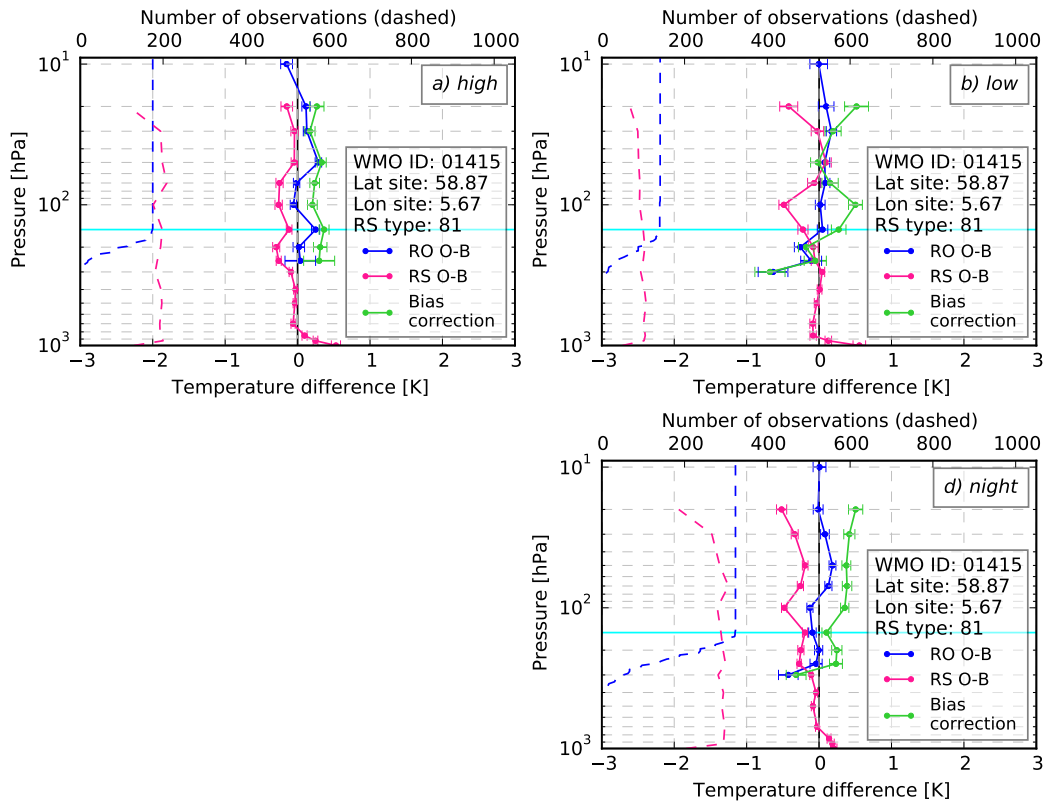 Number of observations (dashed)
0 200 400 600 800 1000
a) high
Pressure [hPa]
10¹
10²
10³
WMO ID: 01415
Lat site: 58.87
Lon site: 5.67
RS type: 81
RO O-B
RS O-B
Bias
correction
−3 −2 −1 0 1 2 3
Temperature difference [K]
Number of observations (dashed)
0 200 400 600 800 1000
b) low
Pressure [hPa]
10¹
10²
10³
WMO ID: 01415
Lat site: 58.87
Lon site: 5.67
RS type: 81
RO O-B
RS O-B
Bias
correction
−3 −2 −1 0 1 2 3
Temperature difference [K]
Number of observations (dashed)
0 200 400 600 800 1000
d) night
Pressure [hPa]
10¹
10²
10³
WMO ID: 01415
Lat site: 58.87
Lon site: 5.67
RS type: 81
RO O-B
RS O-B
Bias
correction
−3 −2 −1 0 1 2 3
Temperature difference [K]